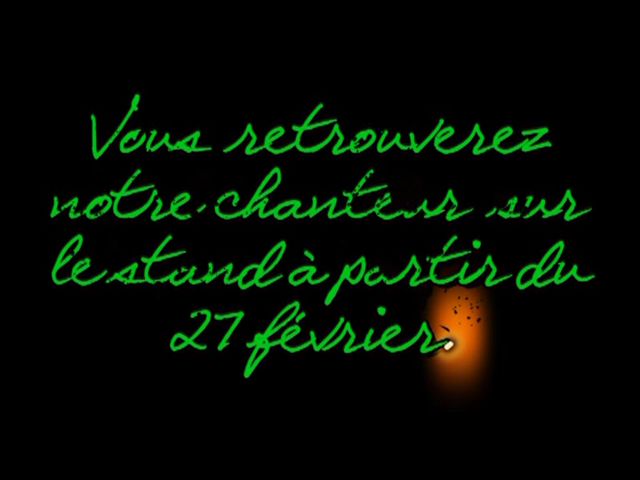 Vous retrouverez
notre chanteur sur
le stand à partir du
27 février.